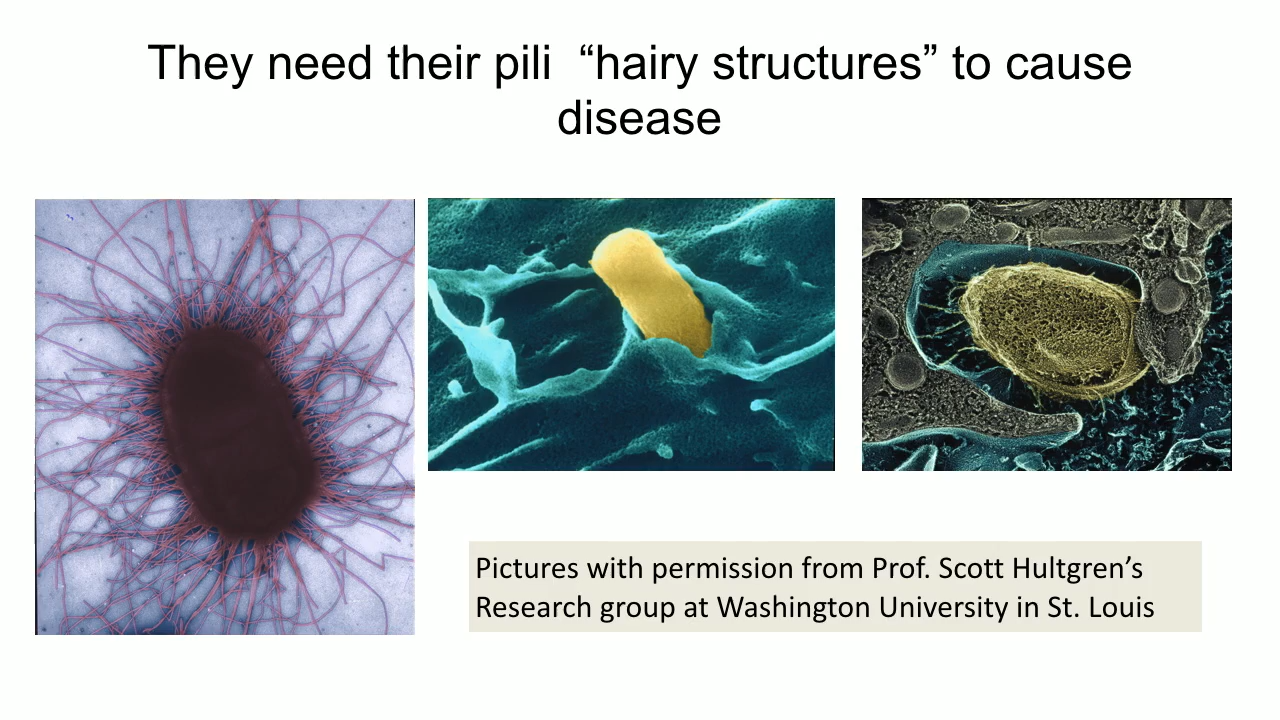 They need their pili  “hairy structures” to cause
disease
Pictures with permission from Prof. Scott Hultgren’s
Research group at Washington University in St. Louis